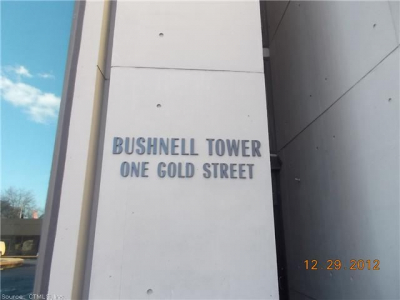 BUSHNELL TOWER
ONE GOLD STREET
12.29.2012
Source: CTMLS, Inc